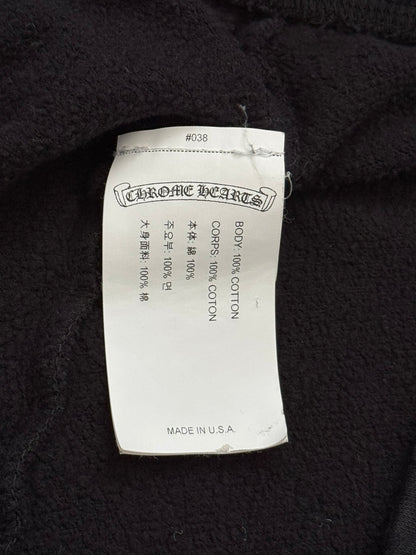 #038
CHROME HEARTS
BODY: 100% COTTON
CORPS: 100% COTON
本体: 綿 100%
주요부: 100% 면
大身面料: 100% 棉
MADE IN U.S.A.